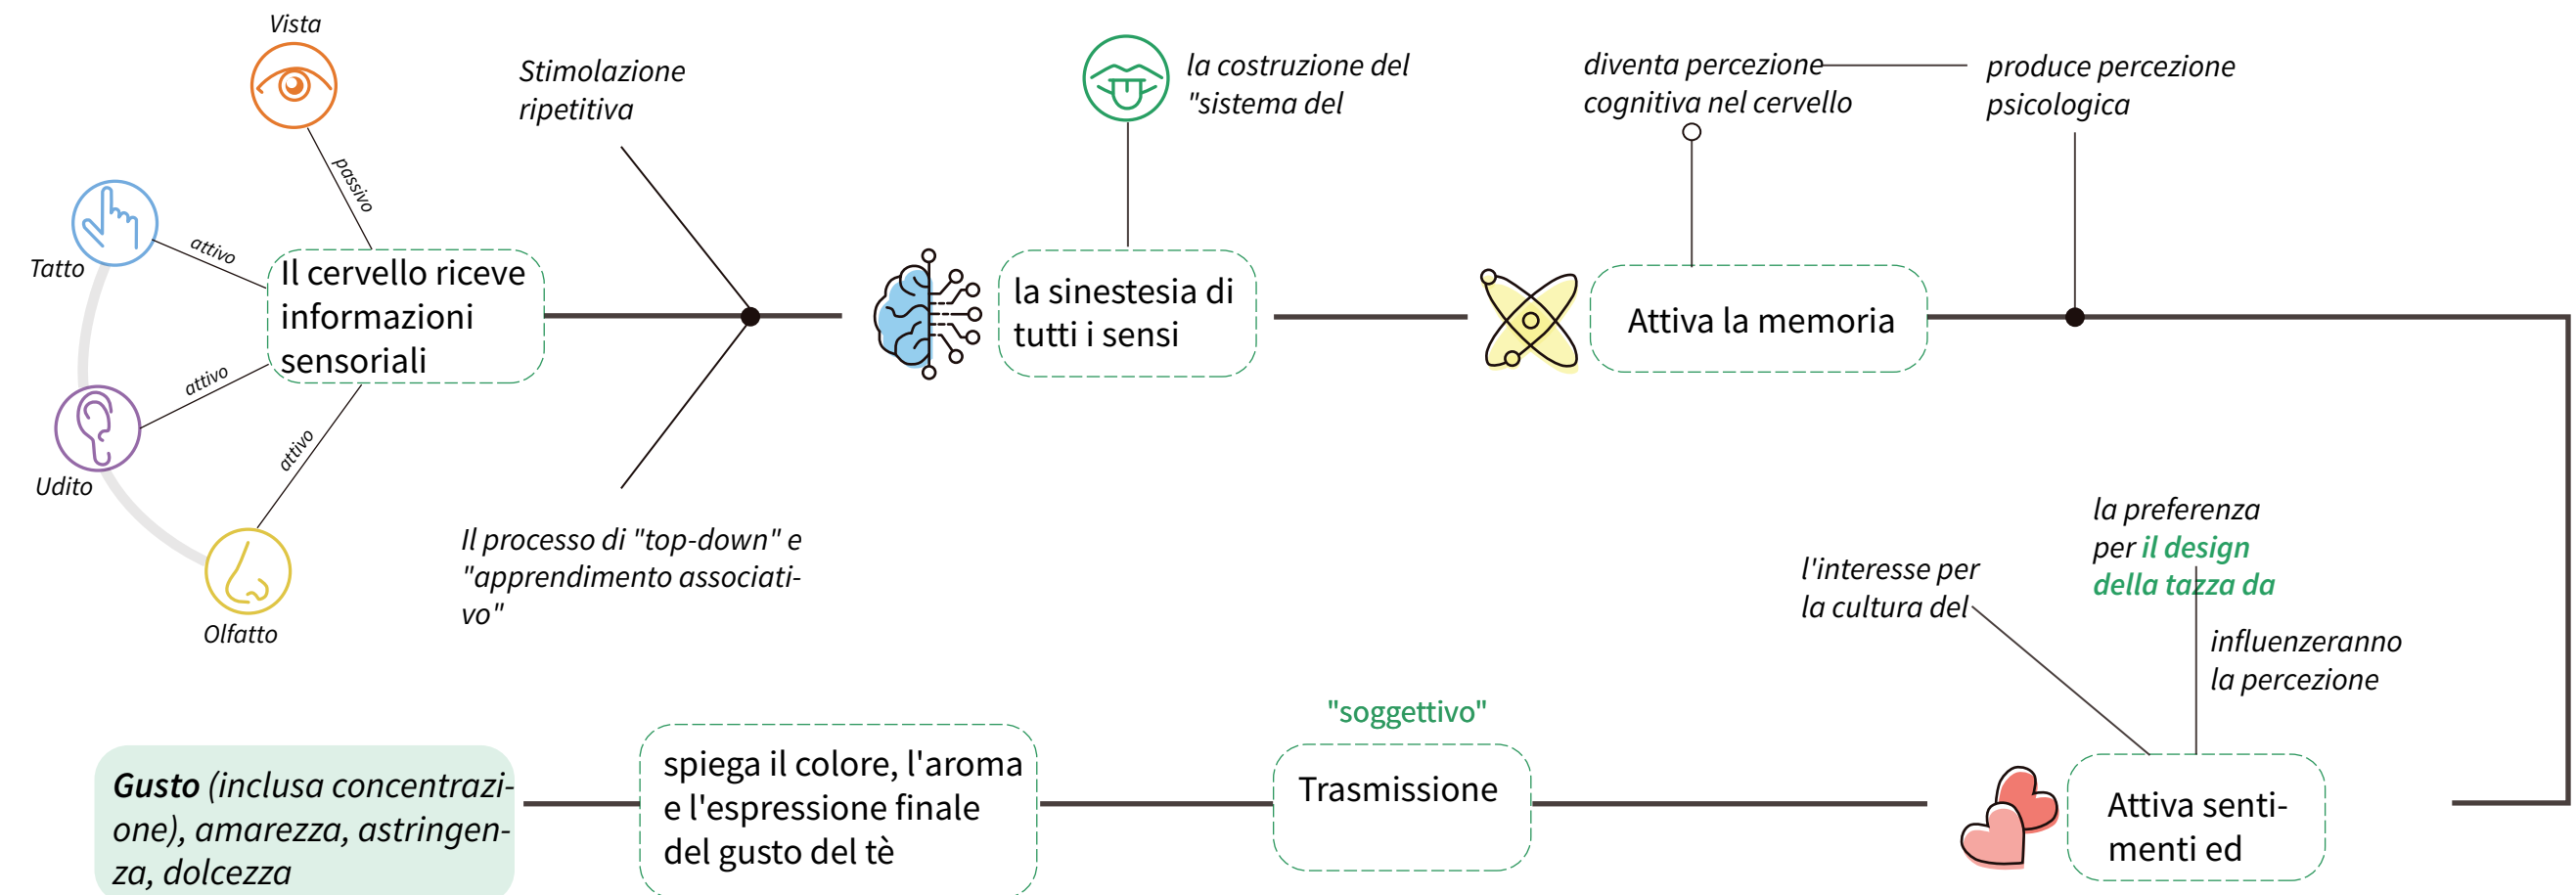 Vista
passivo
Tatto
attivo
Il cervello riceve
informazioni
sensoriali
attivo
Udito
attivo
Olfatto
Stimolazione
ripetitiva
Il processo di "top-down" e
"apprendimento associati-
vo"
la costruzione del
"sistema del
la sinestesia di
tutti i sensi
diventa percezione
cognitiva nel cervello
produce percezione
psicologica
Attiva la memoria
la preferenza
per il design
della tazza da
l'interesse per
la cultura del
influenzeranno
la percezione
Attiva senti-
menti ed
"soggettivo"
Trasmissione
spiega il colore, l'aroma
e l'espressione finale
del gusto del tè
Gusto (inclusa concentrazi-
one), amarezza, astringen-
za, dolcezza